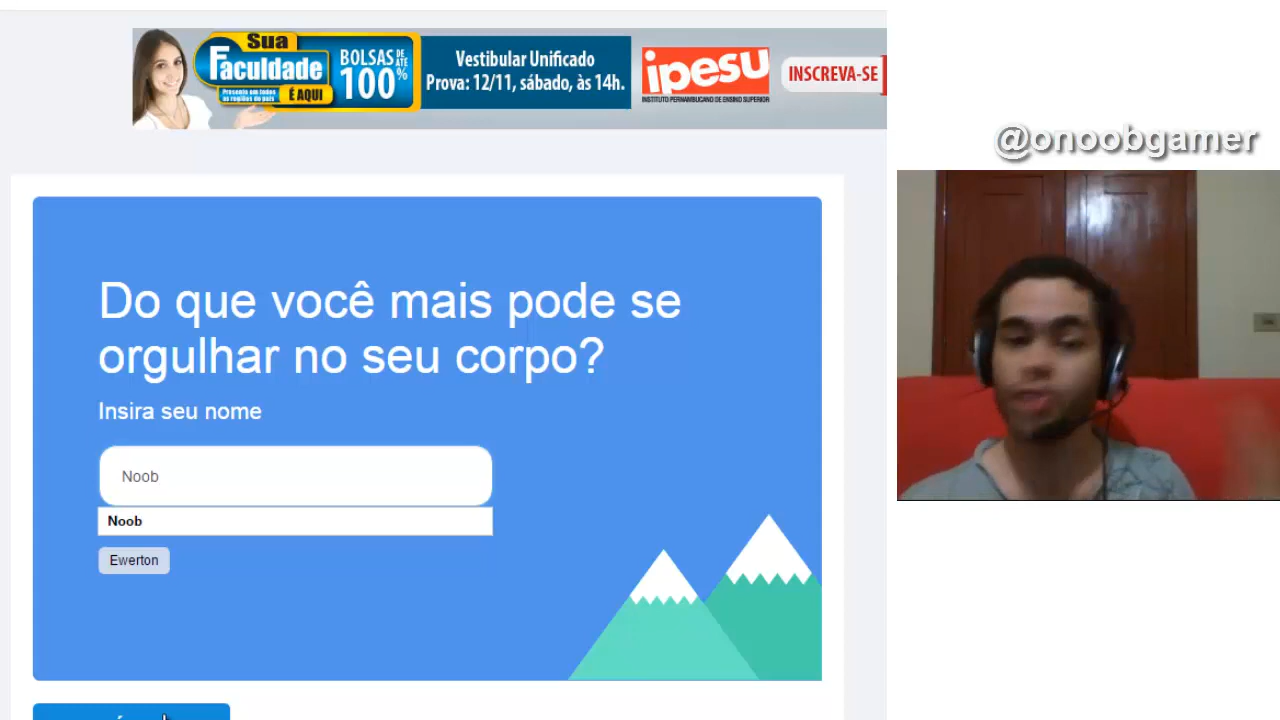 Sua
Faculdade
Presente em todas
as regiões do país
É AQUI
BOLSAS DE ATÉ
100%
Vestibular Unificado
Prova: 12/11, sábado, às 14h.
ipesu
INSTITUTO PERNAMBUCANO DE ENSINO SUPERIOR
INSCREVA-SE
@onoobgamer
Do que você mais pode se
orgulhar no seu corpo?
Insira seu nome
Noob
Noob
Ewerton